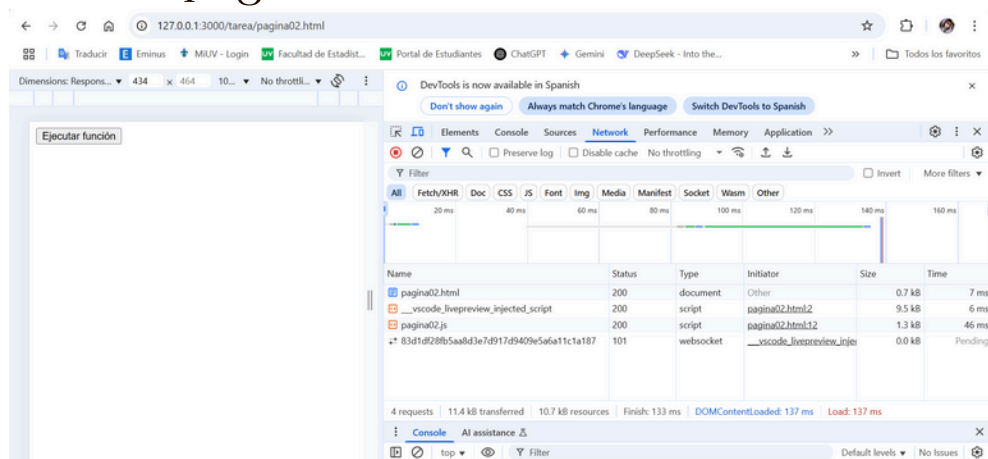 127.0.0.1:3000/tarea/pagina02.html
Traducir Eminus MiUV - Login Facultad de Estadíst... Portal de Estudiantes ChatGPT Gemini DeepSeek - Into the... » Todos los favoritos
Dimensions: Respons... ▼ 434 x 464 10... ▼ No throttli... ▼
DevTools is now available in Spanish
Don't show again Always match Chrome's language Switch DevTools to Spanish
Ejecutar función
Elements Console Sources Network Performance Memory Application »
Preserve log Disable cache No throttling
Filter Invert More filters ▼
All Fetch/XHR Doc CSS JS Font Img Media Manifest Socket Wasm Other
20 ms 40 ms 60 ms 80 ms 100 ms 120 ms 140 ms 160 ms
Name Status Type Initiator Size Time
pagina02.html 200 document Other 0.7 kB 7 ms
__vscode_livepreview_injected_script 200 script pagina02.html:2 9.5 kB 6 ms
pagina02.js 200 script pagina02.html:12 1.3 kB 46 ms
83d1df28fb5aa8d3e7d917d9409e5a6a11c1a187 101 websocket __vscode_livepreview_injec 0.0 kB Pending
4 requests 11.4 kB transferred 10.7 kB resources Finish: 133 ms DOMContentLoaded: 137 ms Load: 137 ms
Console AI assistance
top ▼ Filter Default levels ▼ No Issues